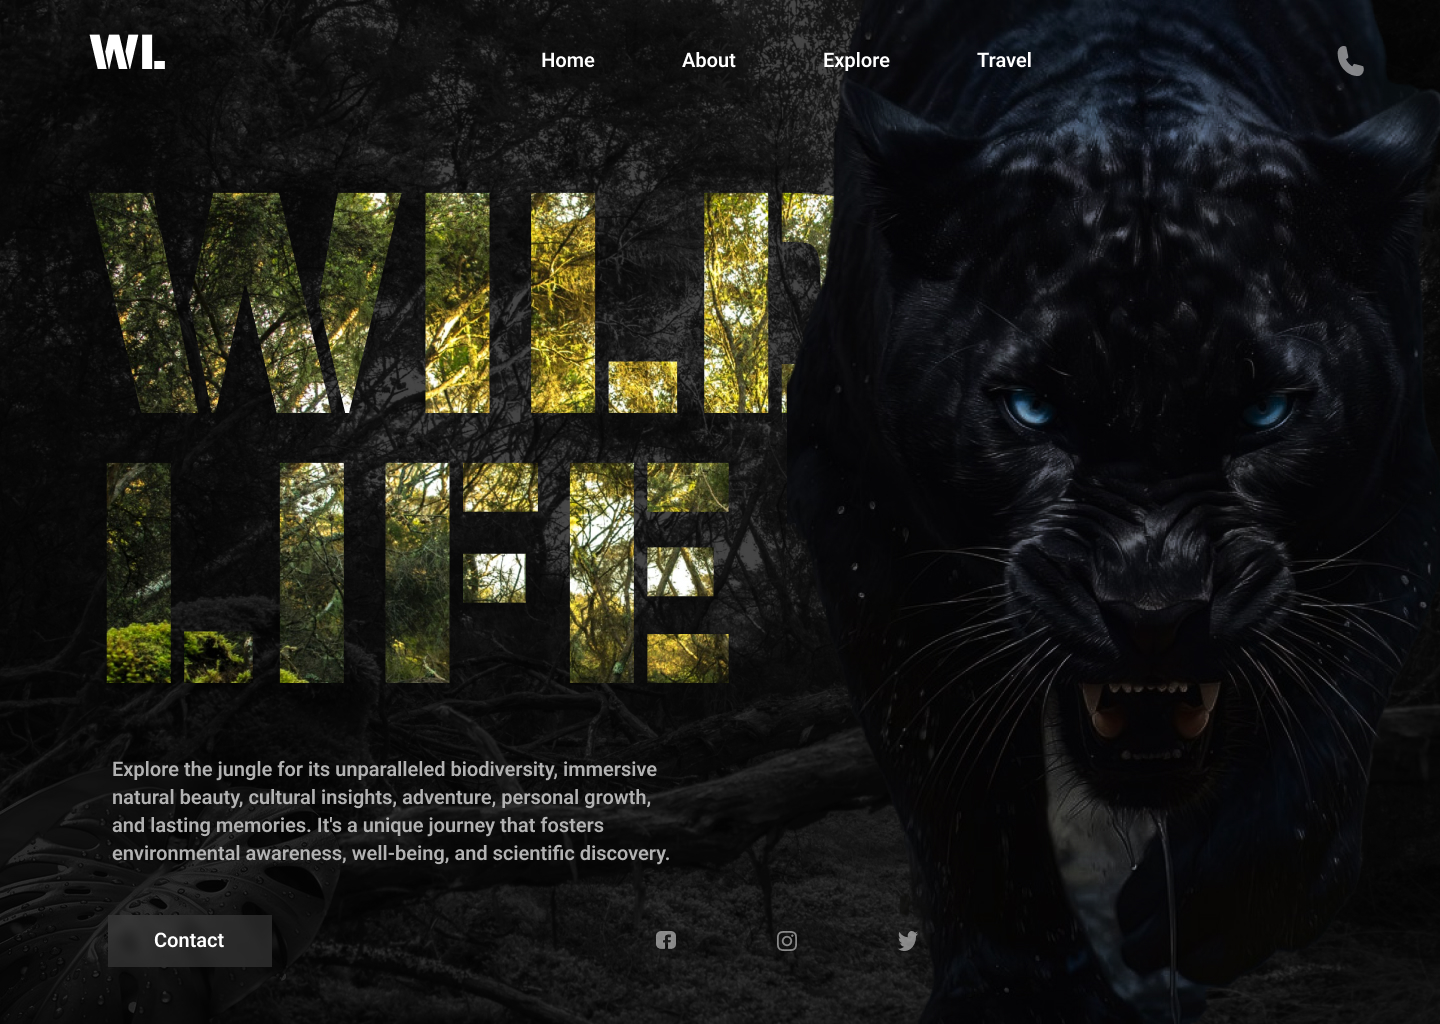 WL
Home About Explore Travel
WILD
LIFE
Explore the jungle for its unparalleled biodiversity, immersive
natural beauty, cultural insights, adventure, personal growth,
and lasting memories. It's a unique journey that fosters
environmental awareness, well-being, and scientific discovery.
Contact